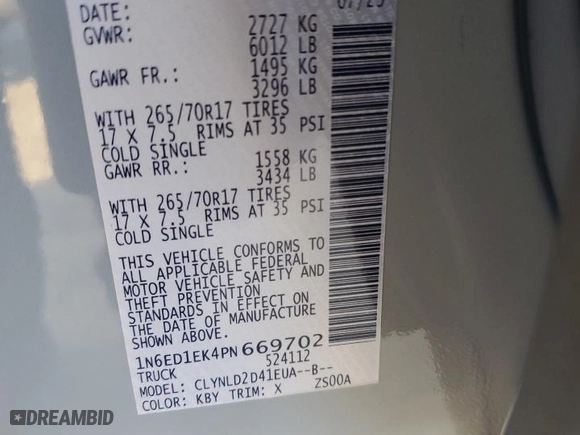 DATE: 07/23
GVWR: 2727 KG
6012 LB
GAWR FR.: 1495 KG
3296 LB
WITH 265/70R17 TIRES
17 X 7.5 RIMS AT 35 PSI
COLD SINGLE
GAWR RR.: 1558 KG
3434 LB
WITH 265/70R17 TIRES
17 X 7.5 RIMS AT 35 PSI
COLD SINGLE
THIS VEHICLE CONFORMS TO
ALL APPLICABLE FEDERAL
MOTOR VEHICLE SAFETY AND
THEFT PREVENTION
STANDARDS IN EFFECT ON
THE DATE OF MANUFACTURE
SHOWN ABOVE.
1N6ED1EK4PN669702
TRUCK 524112
MODEL: CLYNLD2D41EUA--B--
COLOR: KBY TRIM: X ZS00A
DREAMBID